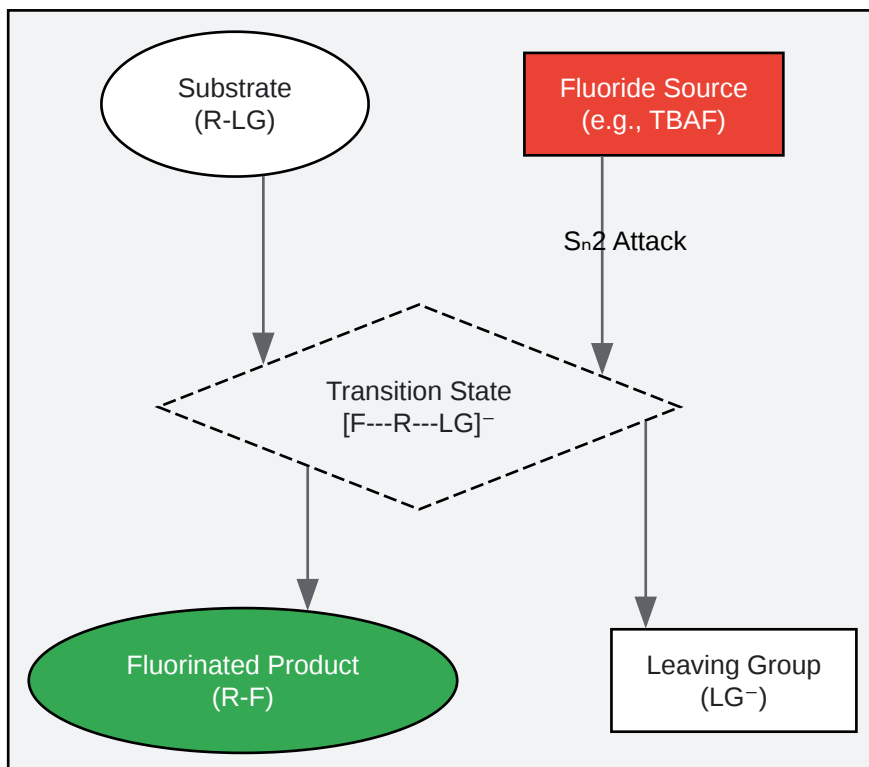 Substrate
(R-LG)
Fluoride Source
(e.g., TBAF)
Sₙ2 Attack
Transition State
[F---R---LG]⁻
Fluorinated Product
(R-F)
Leaving Group
(LG⁻)